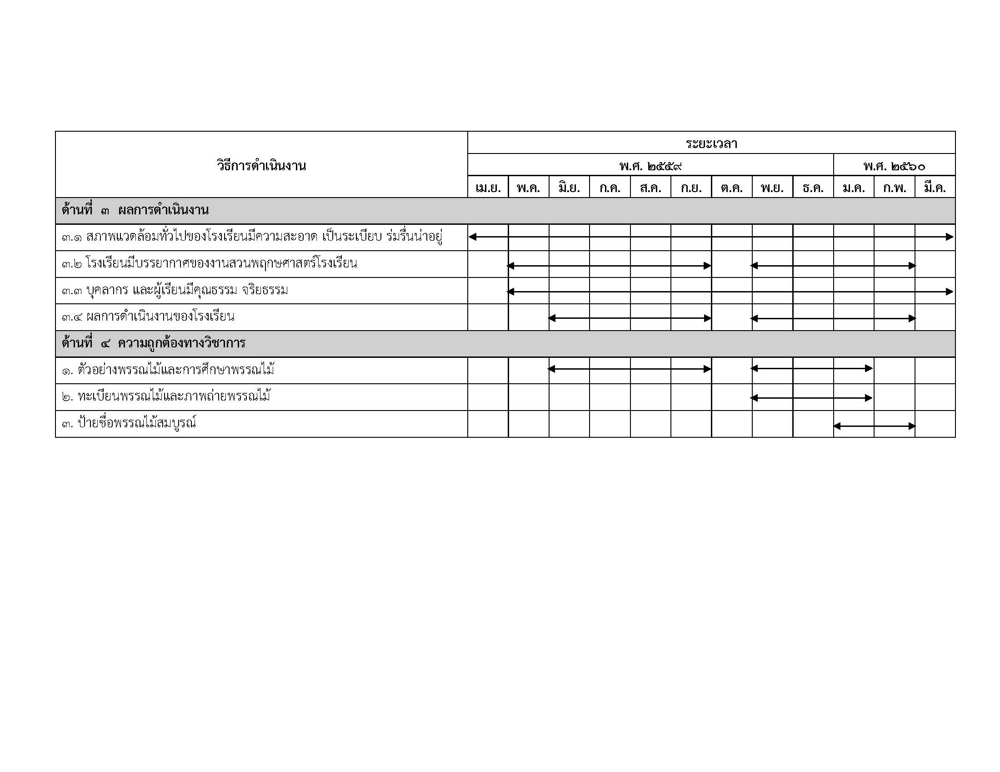 ระยะเวลา
วิธีการดำเนินงาน
พ.ศ. ๒๕๕๙ พ.ศ. ๒๕๖๐
เม.ย. พ.ค. มิ.ย. ก.ค. ส.ค. ก.ย. ต.ค. พ.ย. ธ.ค. ม.ค. ก.พ. มี.ค.
ด้านที่ ๓ ผลการดำเนินงาน
๓.๑ สภาพแวดล้อมทั่วไปของโรงเรียนมีความสะอาด เป็นระเบียบ ร่มรื่นน่าอยู่
๓.๒ โรงเรียนมีบรรยากาศของงานสวนพฤกษศาสตร์โรงเรียน
๓.๓ บุคลากร และผู้เรียนมีคุณธรรม จริยธรรม
๓.๔ ผลการดำเนินงานของโรงเรียน
ด้านที่ ๔ ความถูกต้องทางวิชาการ
๑. ตัวอย่างพรรณไม้และการศึกษาพรรณไม้
๒. ทะเบียนพรรณไม้และภาพถ่ายพรรณไม้
๓. ป้ายชื่อพรรณไม้สมบูรณ์